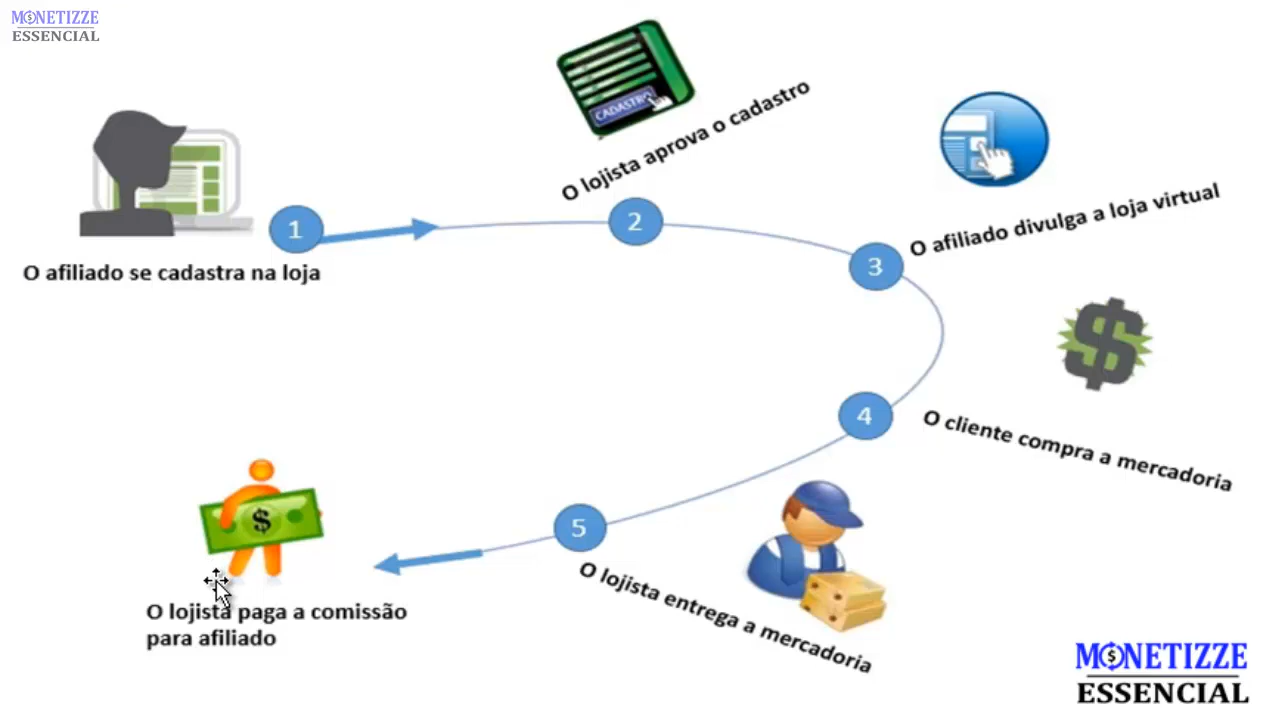 MONETIZZE
ESSENCIAL
CADASTRO
O lojista aprova o cadastro
1
O afiliado se cadastra na loja
2
3
O afiliado divulga a loja virtual
$
4
O cliente compra a mercadoria
5
$
O lojista entrega a mercadoria
O lojista paga a comissão
para afiliado
MONETIZZE
ESSENCIAL